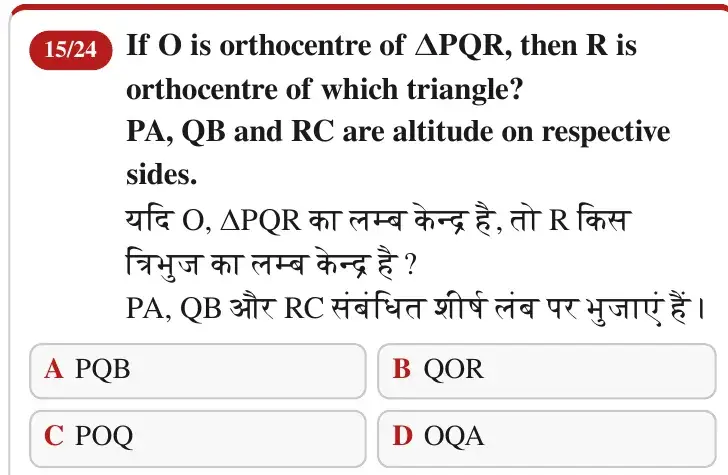 15/24 If O is orthocentre of ΔPQR, then R is
orthocentre of which triangle?
PA, QB and RC are altitude on respective
sides.
यदि O, ΔPQR का लम्ब केन्द्र है, तो R किस
त्रिभुज का लम्ब केन्द्र है ?
PA, QB और RC संबंधित शीर्ष लंब पर भुजाएं हैं।
A PQB
B QOR
C POQ
D OQA